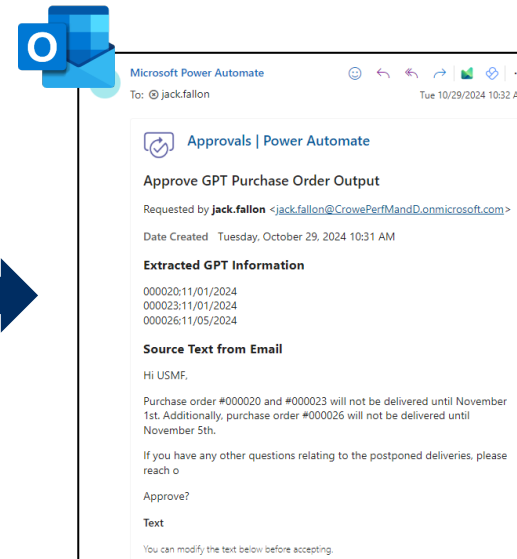 O
Microsoft Power Automate
To: jack.fallon
Tue 10/29/2024 10:32 A
Approvals | Power Automate
Approve GPT Purchase Order Output
Requested by jack.fallon <jack.fallon@CrowePerfMandD.onmicrosoft.com>
Date Created Tuesday, October 29, 2024 10:31 AM
Extracted GPT Information
000020;11/01/2024
000023;11/01/2024
000026;11/05/2024
Source Text from Email
Hi USMF,
Purchase order #000020 and #000023 will not be delivered until November
1st. Additionally, purchase order #000026 will not be delivered until
November 5th.
If you have any other questions relating to the postponed deliveries, please
reach o
Approve?
Text
You can modify the text below before accepting.